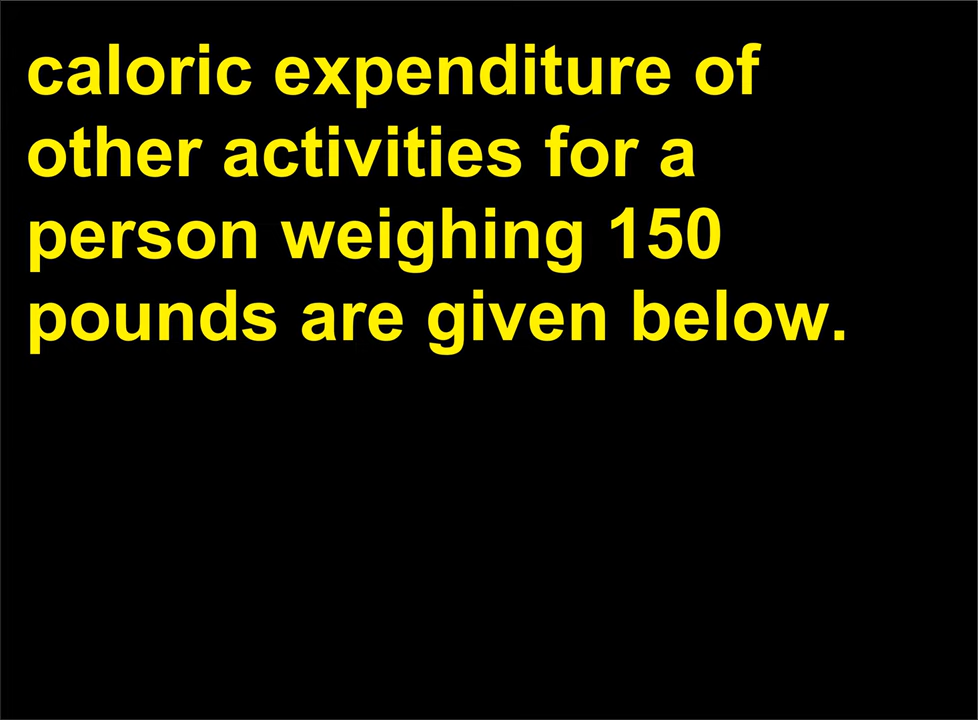 caloric expenditure of
other activities for a
person weighing 150
pounds are given below.